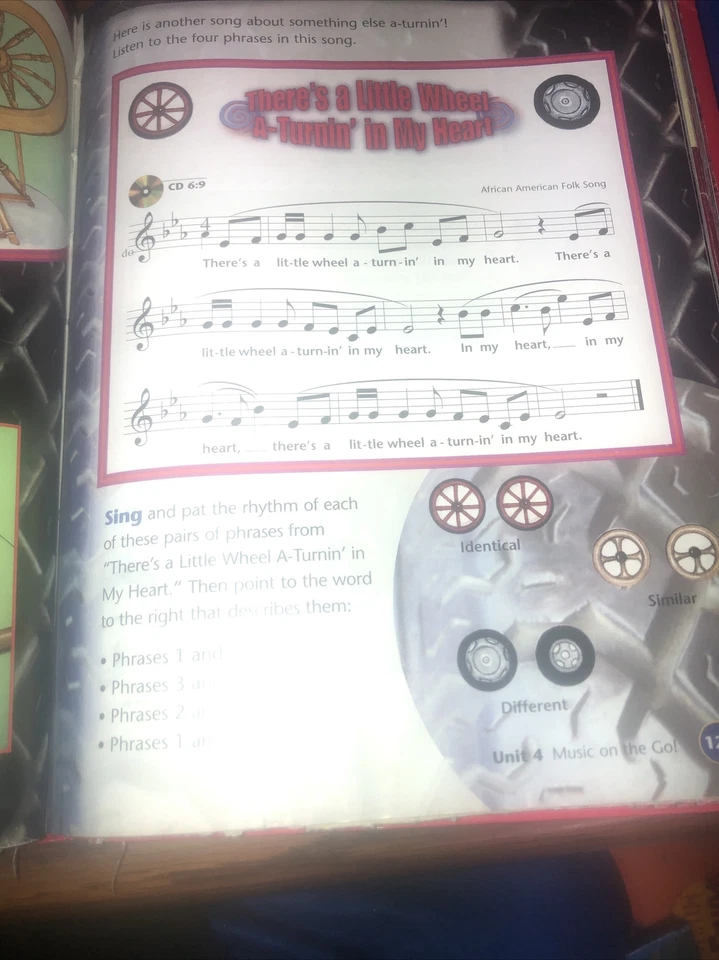 Here is another song about something else a-turnin'!
Listen to the four phrases in this song.
There's a Little Wheel
A-Turnin' in My Heart
CD 6:9
African American Folk Song
do
4
There's a lit-tle wheel a - turn-in' in my heart. There's a
lit-tle wheel a - turn-in' in my heart. In my heart, in my
heart, there's a lit-tle wheel a - turn-in' in my heart.
Sing and pat the rhythm of each
of these pairs of phrases from
"There's a Little Wheel A-Turnin' in
My Heart." Then point to the word
to the right that describes them:
• Phrases 1 and
• Phrases 3
• Phrases 2
• Phrases 1
Identical
Similar
Different
Unit 4 Music on the Go!